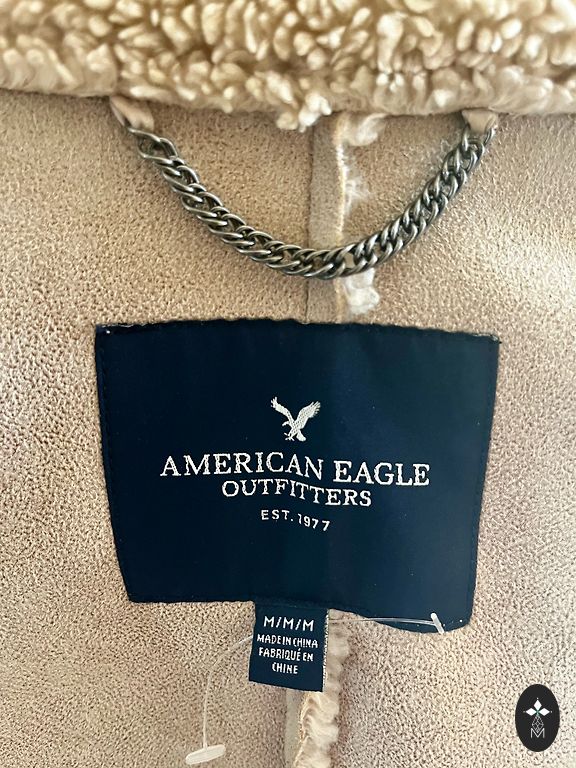 AMERICAN EAGLE
OUTFITTERS
EST. 1977
M/M/M
MADE IN CHINA
FABRIQUÉ EN
CHINE
M